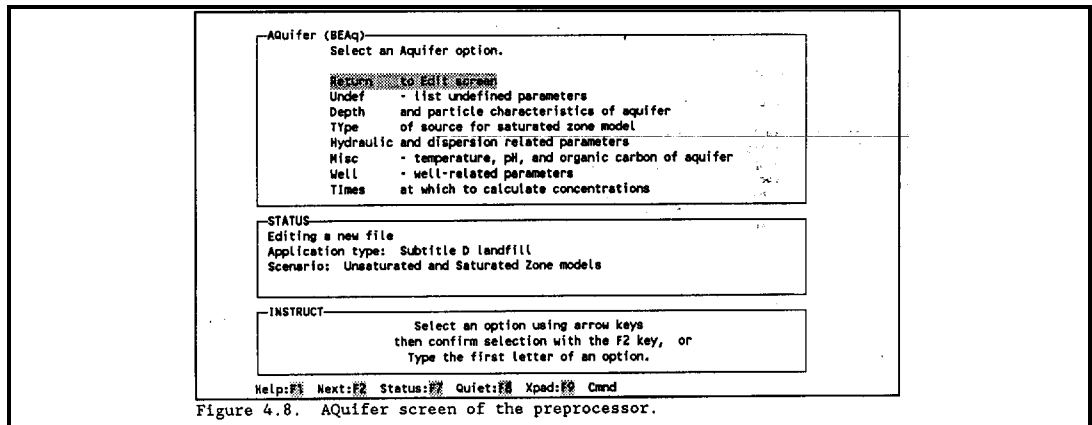 AQuifer (BEAq)
Select an Aquifer option.
Return to Edit screen
Undef - list undefined parameters
Depth and particle characteristics of aquifer
TYpe of source for saturated zone model
Hydraulic and dispersion related parameters
Misc - temperature, pH, and organic carbon of aquifer
Well - well-related parameters
TImes at which to calculate concentrations
STATUS
Editing a new file
Application type: Subtitle D landfill
Scenario: Unsaturated and Saturated Zone models
INSTRUCT
Select an option using arrow keys
then confirm selection with the F2 key, or
Type the first letter of an option.
Help:F1 Next:F2 Status:F7 Quiet:F8 Xpad:F9 Cmnd
Figure 4.8. AQuifer screen of the preprocessor.